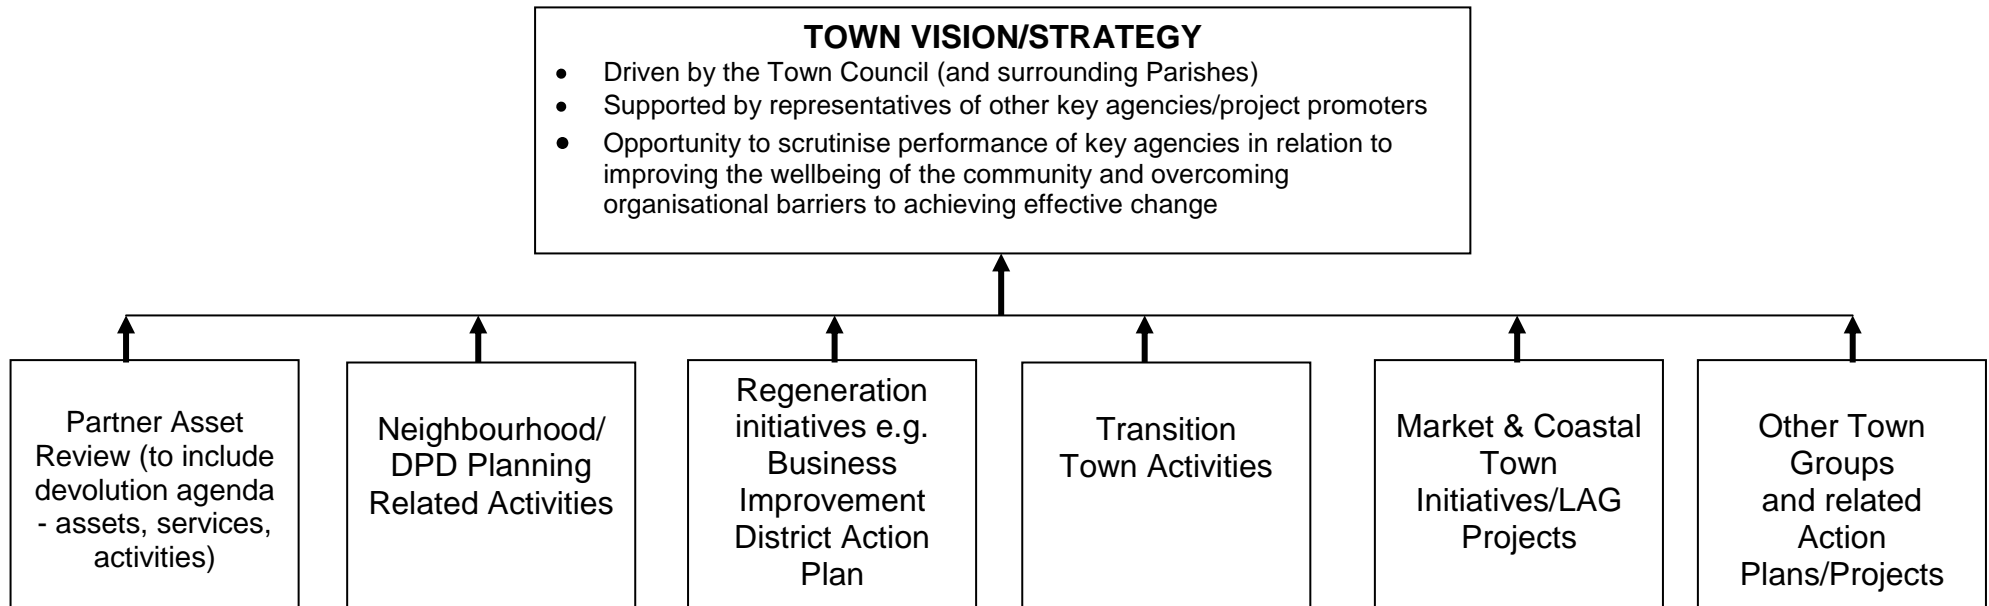 TOWN VISION/STRATEGY
• Driven by the Town Council (and surrounding Parishes)
• Supported by representatives of other key agencies/project promoters
• Opportunity to scrutinise performance of key agencies in relation to
improving the wellbeing of the community and overcoming
organisational barriers to achieving effective change
Partner Asset
Review (to include
devolution agenda
- assets, services,
activities)
Neighbourhood/
DPD Planning
Related Activities
Regeneration
initiatives e.g.
Business
Improvement
District Action
Plan
Transition
Town Activities
Market & Coastal
Town
Initiatives/LAG
Projects
Other Town
Groups
and related
Action
Plans/Projects